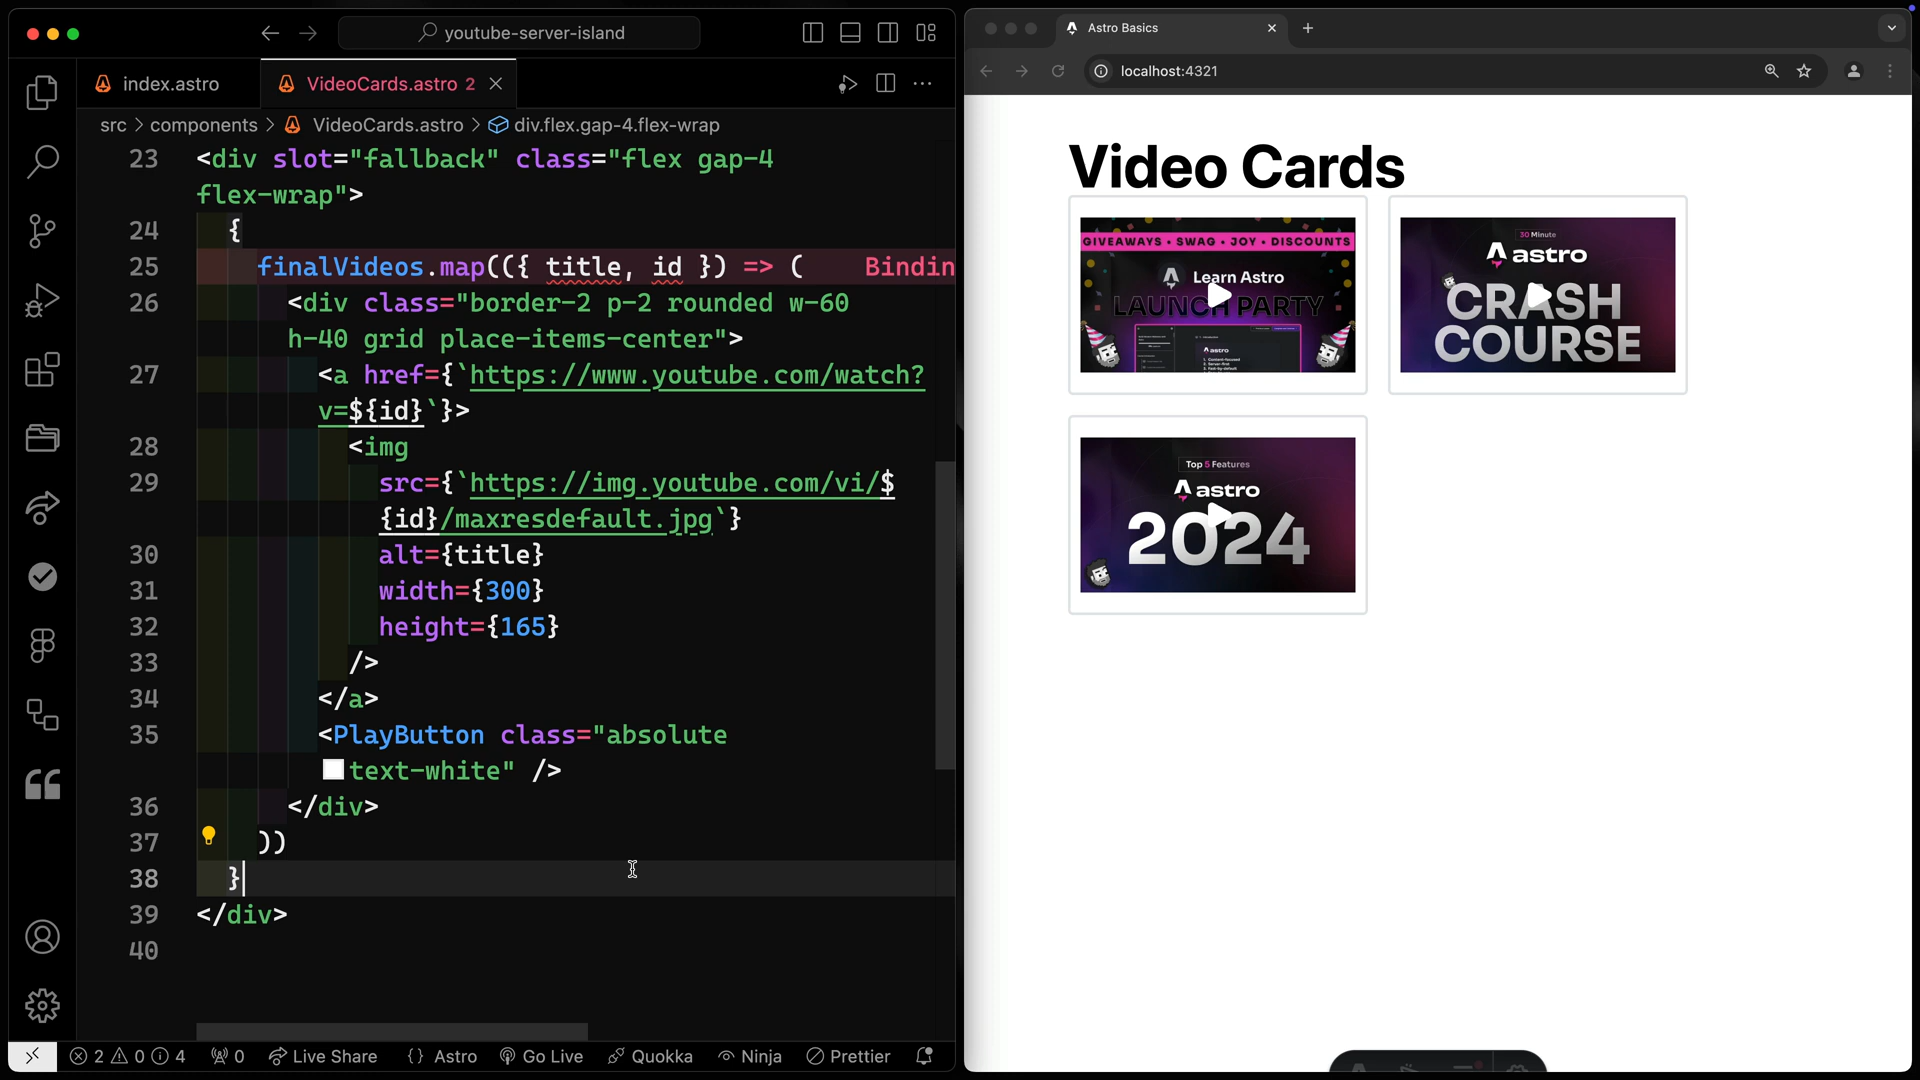 youtube-server-island
index.astro
VideoCards.astro 2
src > components > VideoCards.astro > div.flex.gap-4.flex-wrap
23 <div slot="fallback" class="flex gap-4
flex-wrap">
24 {
25 finalVideos.map(({ title, id }) => ( Bindin
26 <div class="border-2 p-2 rounded w-60
h-40 grid place-items-center">
27 <a href={`https://www.youtube.com/watch?
v=${id}`}>
28 <img
29 src={`https://img.youtube.com/vi/$
{id}/maxresdefault.jpg`}
30 alt={title}
31 width={300}
32 height={165}
33 />
34 </a>
35 <PlayButton class="absolute
text-white" />
36 </div>
37 ))
38 }
39 </div>
40
2 0 4 0 Live Share {} Astro Go Live Quokka Ninja Prettier
Astro Basics
localhost:4321
Video Cards
GIVEAWAYS • SWAG • JOY • DISCOUNTS
Learn Astro
LAUNCH PARTY
astro
30 Minute
astro
CRASH
COURSE
Top 5 Features
astro
2024